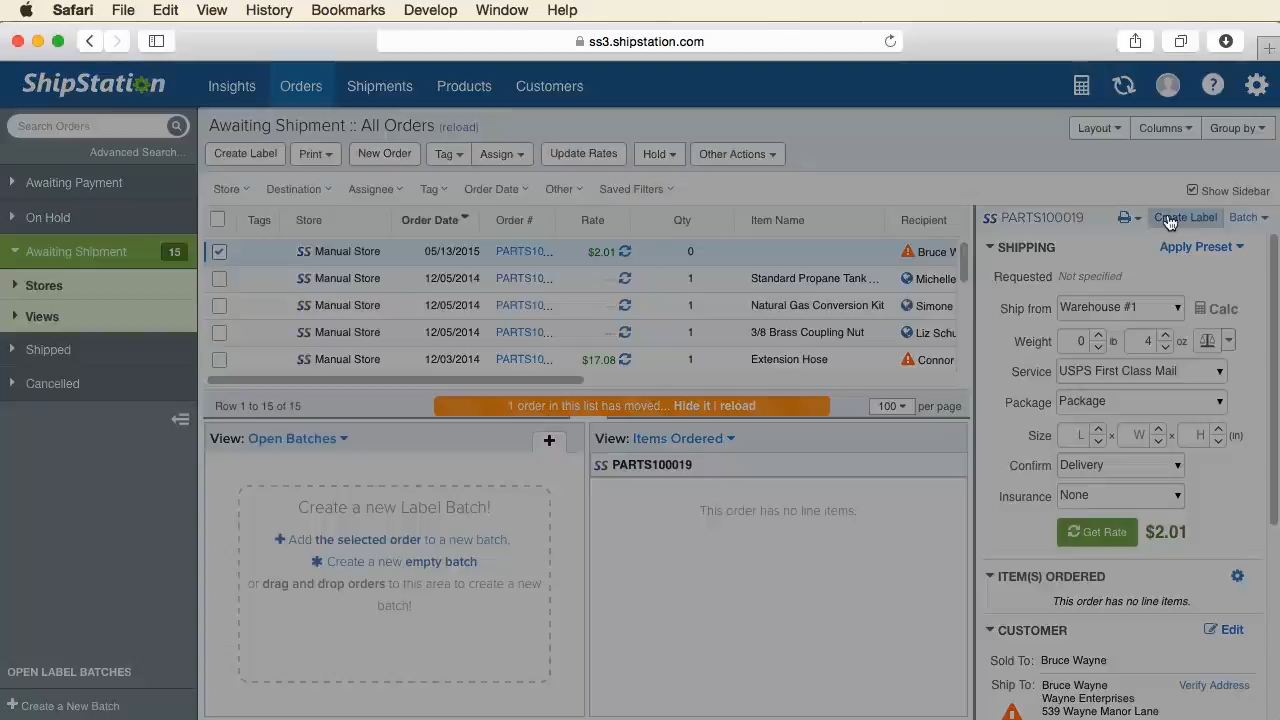 Safari File Edit View History Bookmarks Develop Window Help
ss3.shipstation.com
ShipStation Insights Orders Shipments Products Customers
Search Orders
Advanced Search...
Awaiting Payment
On Hold
Awaiting Shipment 15
Stores
Views
Shipped
Cancelled
OPEN LABEL BATCHES
Create a New Batch
Awaiting Shipment :: All Orders (reload)
Layout Columns Group by
Create Label Print New Order Tag Assign Update Rates Hold Other Actions
Store Destination Assignee Tag Order Date Other Saved Filters
Show Sidebar
Tags Store Order Date Order # Rate Qty Item Name Recipient
SS Manual Store 05/13/2015 PARTS10... $2.01 0 Bruce W
SS Manual Store 12/05/2014 PARTS10... 1 Standard Propane Tank ... Michelle
SS Manual Store 12/05/2014 PARTS10... 1 Natural Gas Conversion Kit Simone
SS Manual Store 12/05/2014 PARTS10... 1 3/8 Brass Coupling Nut Liz Schu
SS Manual Store 12/03/2014 PARTS10... $17.08 1 Extension Hose Connor
Row 1 to 15 of 15
1 order in this list has moved... Hide it | reload
100 per page
View: Open Batches
Create a new Label Batch!
Add the selected order to a new batch.
Create a new empty batch
or drag and drop orders to this area to create a new
batch!
View: Items Ordered
SS PARTS100019
This order has no line items.
SS PARTS100019 Create Label Batch
SHIPPING Apply Preset
Requested Not specified
Ship from Warehouse #1 Calc
Weight 0 lb 4 oz
Service USPS First Class Mail
Package Package
Size L x W x H (in)
Confirm Delivery
Insurance None
Get Rate $2.01
ITEM(S) ORDERED
This order has no line items.
CUSTOMER Edit
Sold To: Bruce Wayne
Ship To: Bruce Wayne Verify Address
Wayne Enterprises
539 Wayne Manor Lane